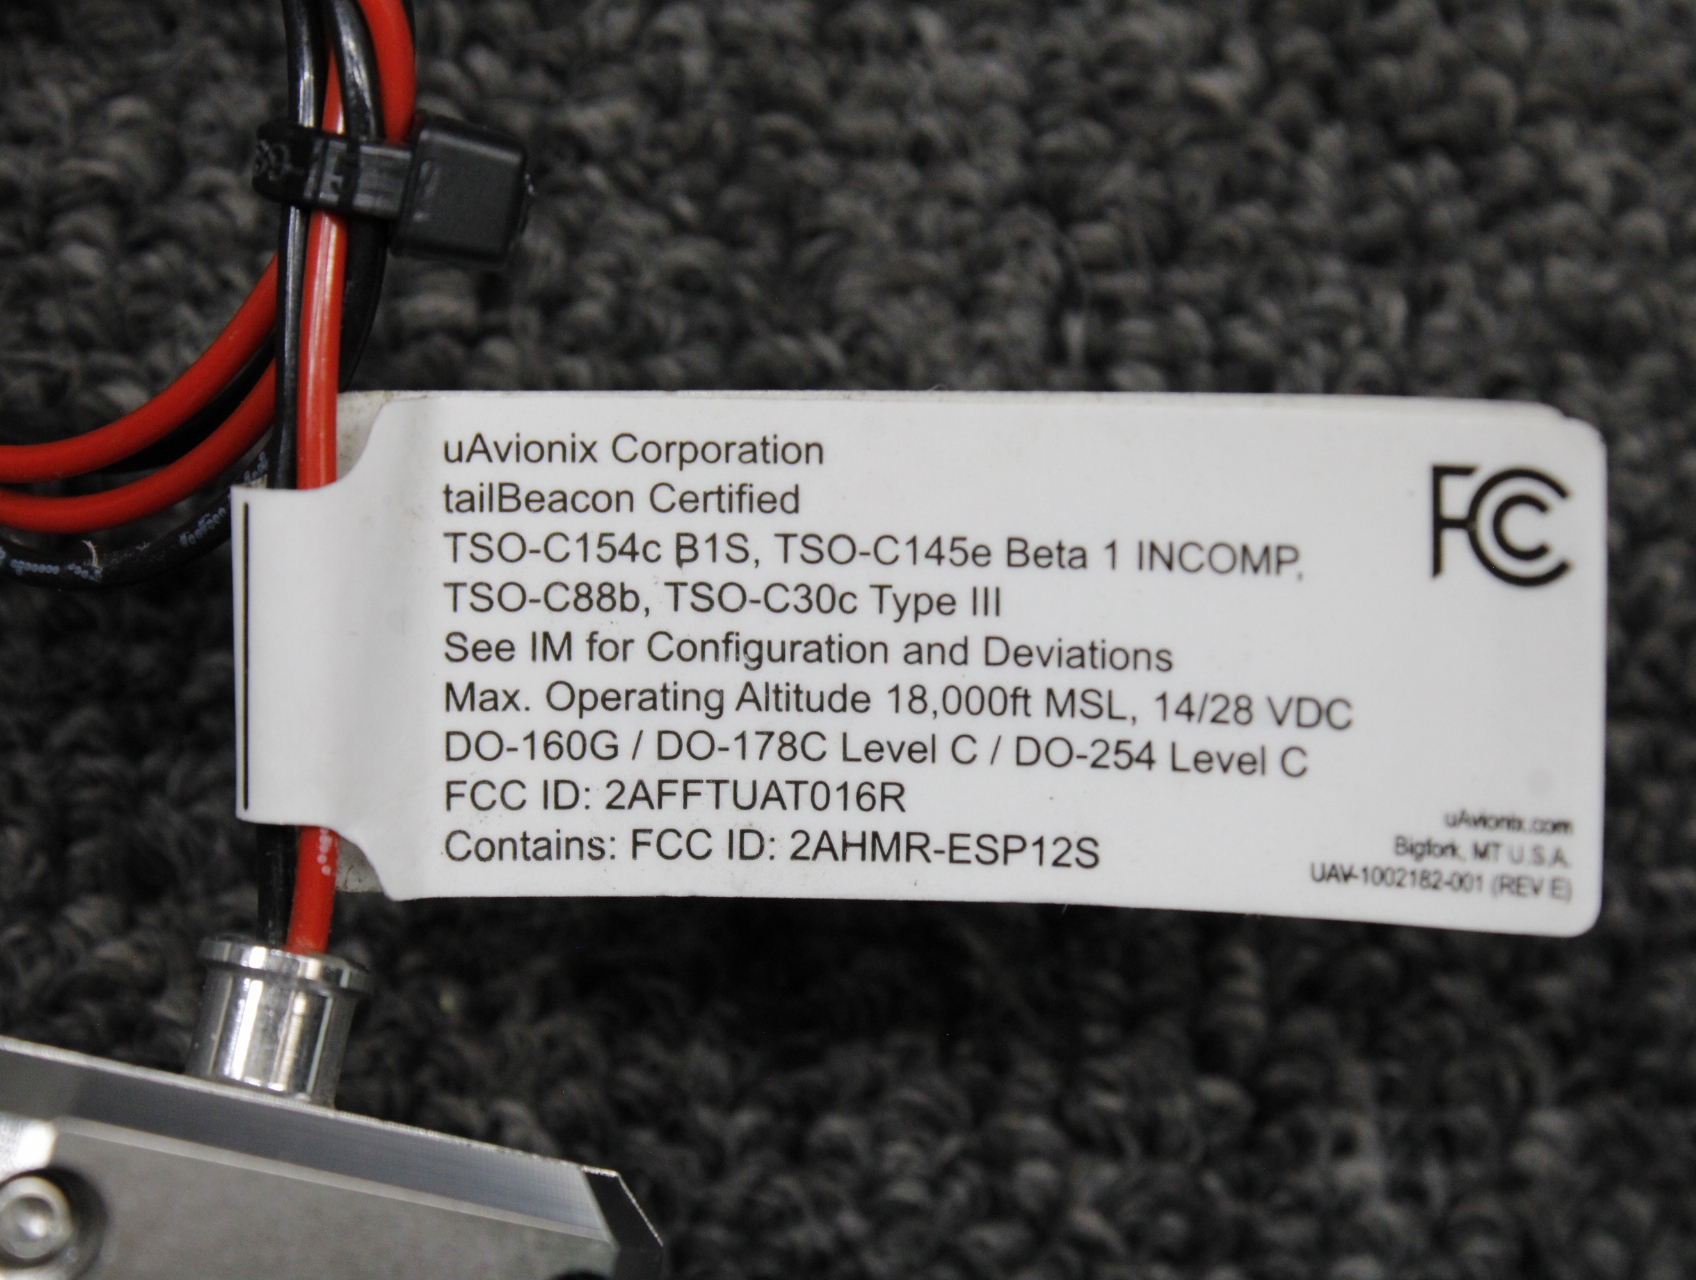 uAvionix Corporation
tailBeacon Certified
TSO-C154c B1S, TSO-C145e Beta 1 INCOMP,
TSO-C88b, TSO-C30c Type III
See IM for Configuration and Deviations
Max. Operating Altitude 18,000ft MSL, 14/28 VDC
DO-160G / DO-178C Level C / DO-254 Level C
FCC ID: 2AFFTUAT016R
Contains: FCC ID: 2AHMR-ESP12S
FC
uAvionix.com
Bigfork, MT U.S.A.
UAV-1002182-001 (REV E)